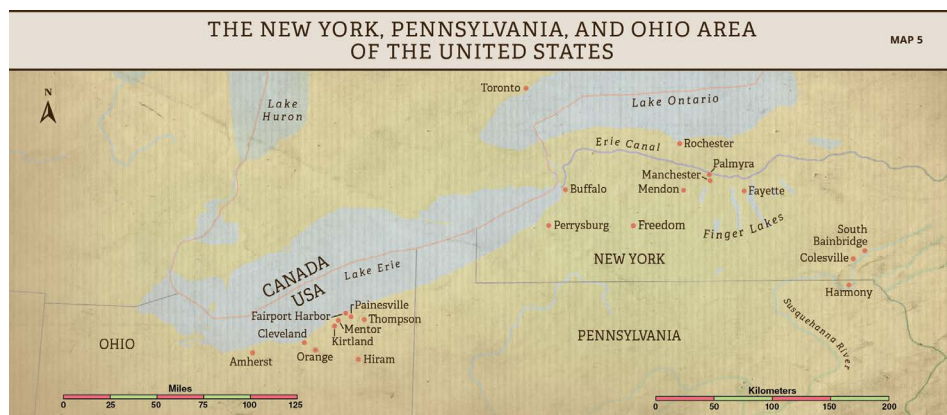 THE NEW YORK, PENNSYLVANIA, AND OHIO AREA
OF THE UNITED STATES
MAP 5
N
Lake
Huron
Toronto
Lake Ontario
Erie Canal
Rochester
Palmyra
Manchester
Mendon
Fayette
Buffalo
Perrysburg
Freedom
Finger Lakes
South
Bainbridge
Colesville
NEW YORK
Harmony
CANADA
USA
Lake Erie
Painesville
Fairport Harbor
Thompson
Mentor
Cleveland
Kirtland
Orange
Hiram
Amherst
OHIO
PENNSYLVANIA
Susquehanna River
Miles
0 25 50 75 100 125
Kilometers
0 50 100 150 200